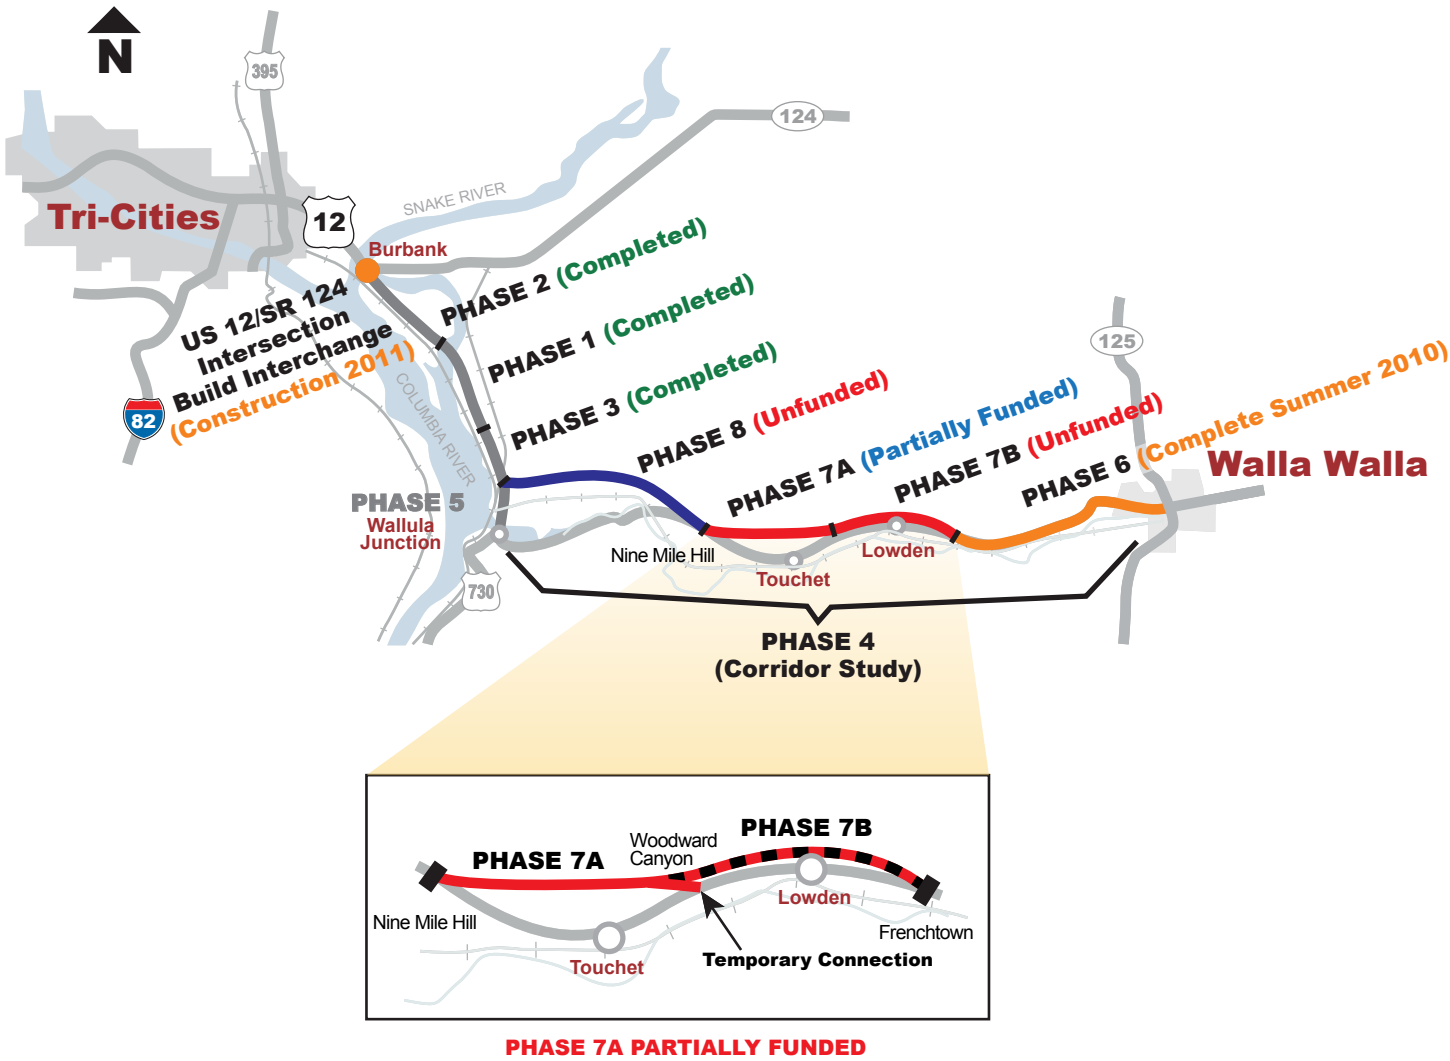 N
395
124
SNAKE RIVER
Tri-Cities
12
Burbank
PHASE 2 (Completed)
US 12/SR 124
Intersection
Build Interchange
(Construction 2011)
PHASE 1 (Completed)
125
82
COLUMBIA RIVER
PHASE 3 (Completed)
PHASE 8 (Unfunded)
PHASE 7A (Partially Funded)
PHASE 7B (Unfunded)
PHASE 6 (Complete Summer 2010)
Walla Walla
PHASE 5
Wallula
Junction
Nine Mile Hill
Lowden
Touchet
730
PHASE 4
(Corridor Study)
PHASE 7B
Woodward
Canyon
PHASE 7A
Lowden
Nine Mile Hill
Frenchtown
Touchet
Temporary Connection
PHASE 7A PARTIALLY FUNDED